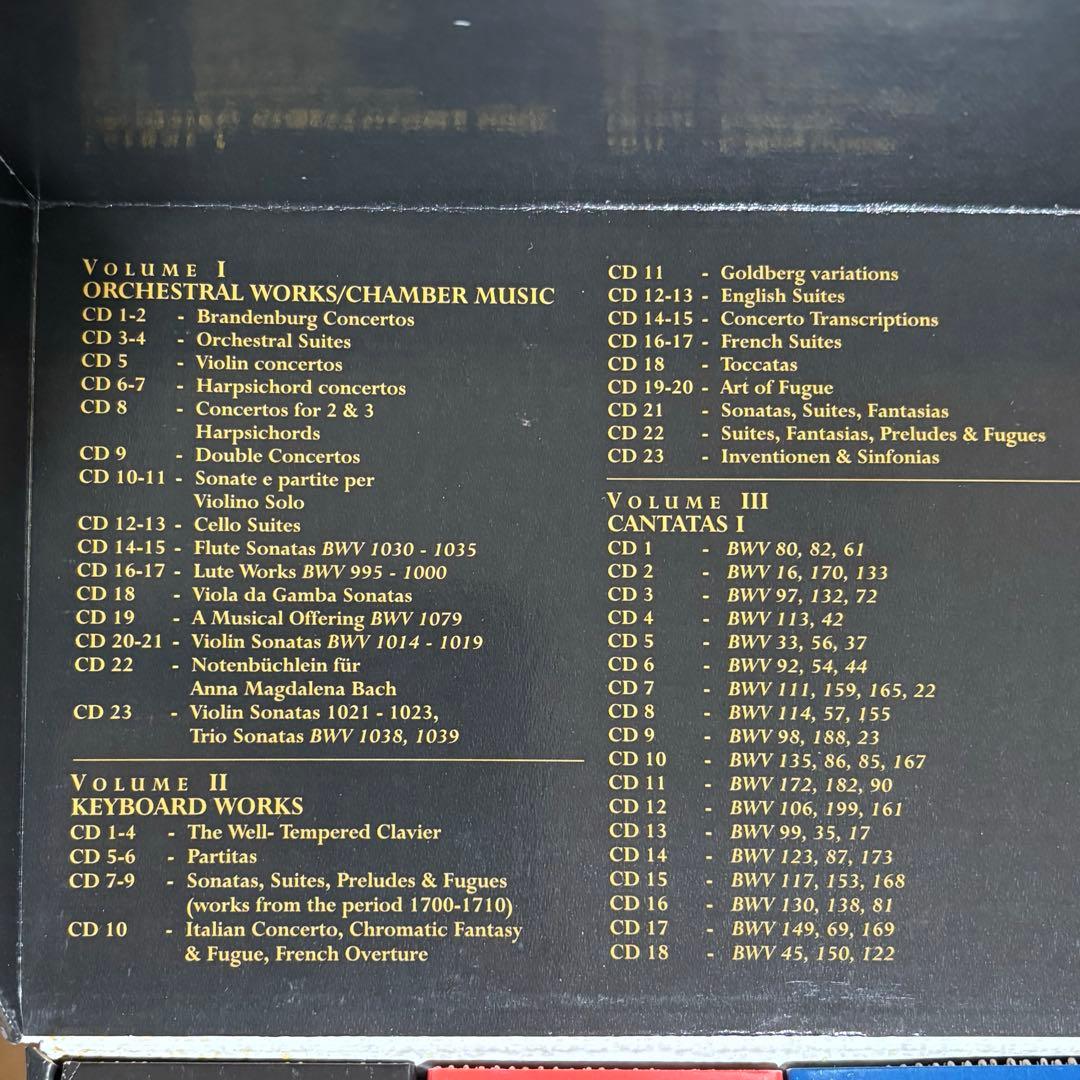 VOLUME I
ORCHESTRAL WORKS/CHAMBER MUSIC
CD 1-2 - Brandenburg Concertos
CD 3-4 - Orchestral Suites
CD 5 - Violin concertos
CD 6-7 - Harpsichord concertos
CD 8 - Concertos for 2 & 3
Harpsichords
CD 9 - Double Concertos
CD 10-11 - Sonate e partite per
Violino Solo
CD 12-13 - Cello Suites
CD 14-15 - Flute Sonatas BWV 1030 - 1035
CD 16-17 - Lute Works BWV 995 - 1000
CD 18 - Viola da Gamba Sonatas
CD 19 - A Musical Offering BWV 1079
CD 20-21 - Violin Sonatas BWV 1014 - 1019
CD 22 - Notenbüchlein für
Anna Magdalena Bach
CD 23 - Violin Sonatas 1021 - 1023,
Trio Sonatas BWV 1038, 1039
VOLUME II
KEYBOARD WORKS
CD 1-4 - The Well- Tempered Clavier
CD 5-6 - Partitas
CD 7-9 - Sonatas, Suites, Preludes & Fugues
(works from the period 1700-1710)
CD 10 - Italian Concerto, Chromatic Fantasy
& Fugue, French Overture
CD 11 - Goldberg variations
CD 12-13 - English Suites
CD 14-15 - Concerto Transcriptions
CD 16-17 - French Suites
CD 18 - Toccatas
CD 19-20 - Art of Fugue
CD 21 - Sonatas, Suites, Fantasias
CD 22 - Suites, Fantasias, Preludes & Fugues
CD 23 - Inventionen & Sinfonias
VOLUME III
CANTATAS I
CD 1 - BWV 80, 82, 61
CD 2 - BWV 16, 170, 133
CD 3 - BWV 97, 132, 72
CD 4 - BWV 113, 42
CD 5 - BWV 33, 56, 37
CD 6 - BWV 92, 54, 44
CD 7 - BWV 111, 159, 165, 22
CD 8 - BWV 114, 57, 155
CD 9 - BWV 98, 188, 23
CD 10 - BWV 135, 86, 85, 167
CD 11 - BWV 172, 182, 90
CD 12 - BWV 106, 199, 161
CD 13 - BWV 99, 35, 17
CD 14 - BWV 123, 87, 173
CD 15 - BWV 117, 153, 168
CD 16 - BWV 130, 138, 81
CD 17 - BWV 149, 69, 169
CD 18 - BWV 45, 150, 122